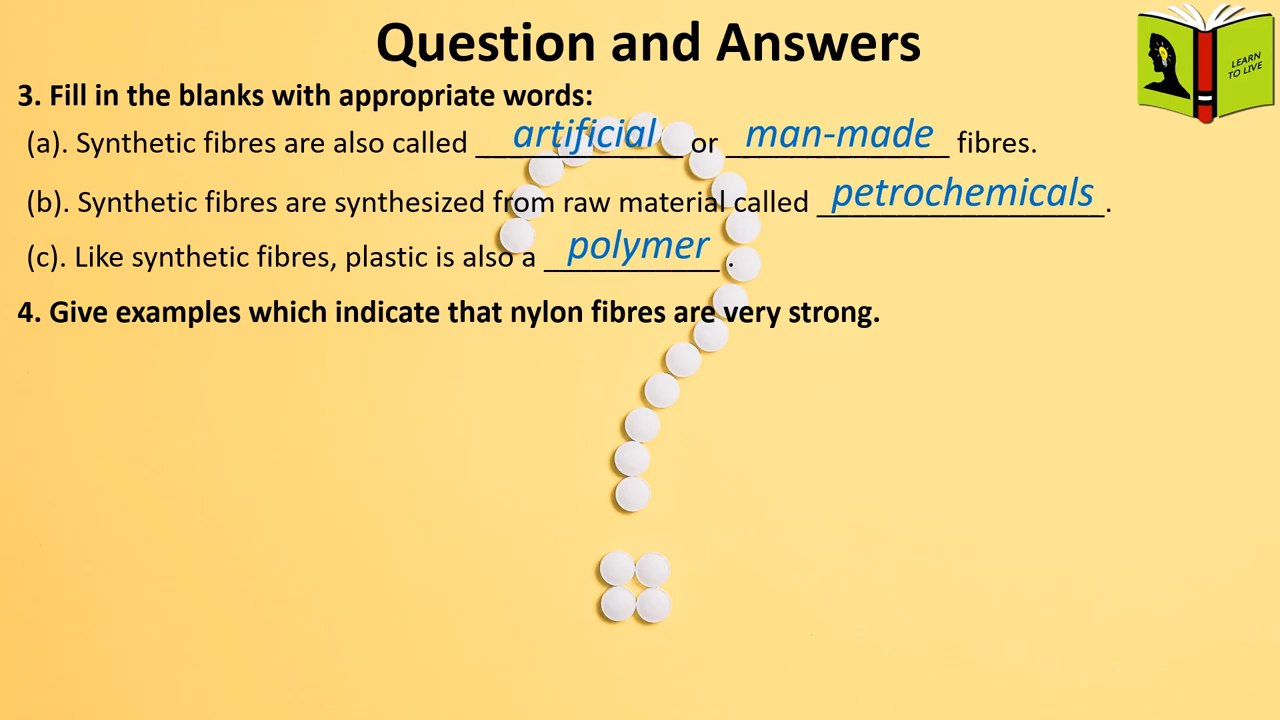 Question and Answers
LEARN
TO LIVE
3. Fill in the blanks with appropriate words:
(a). Synthetic fibres are also called artificial or man-made fibres.
(b). Synthetic fibres are synthesized from raw material called petrochemicals.
(c). Like synthetic fibres, plastic is also a polymer.
4. Give examples which indicate that nylon fibres are very strong.